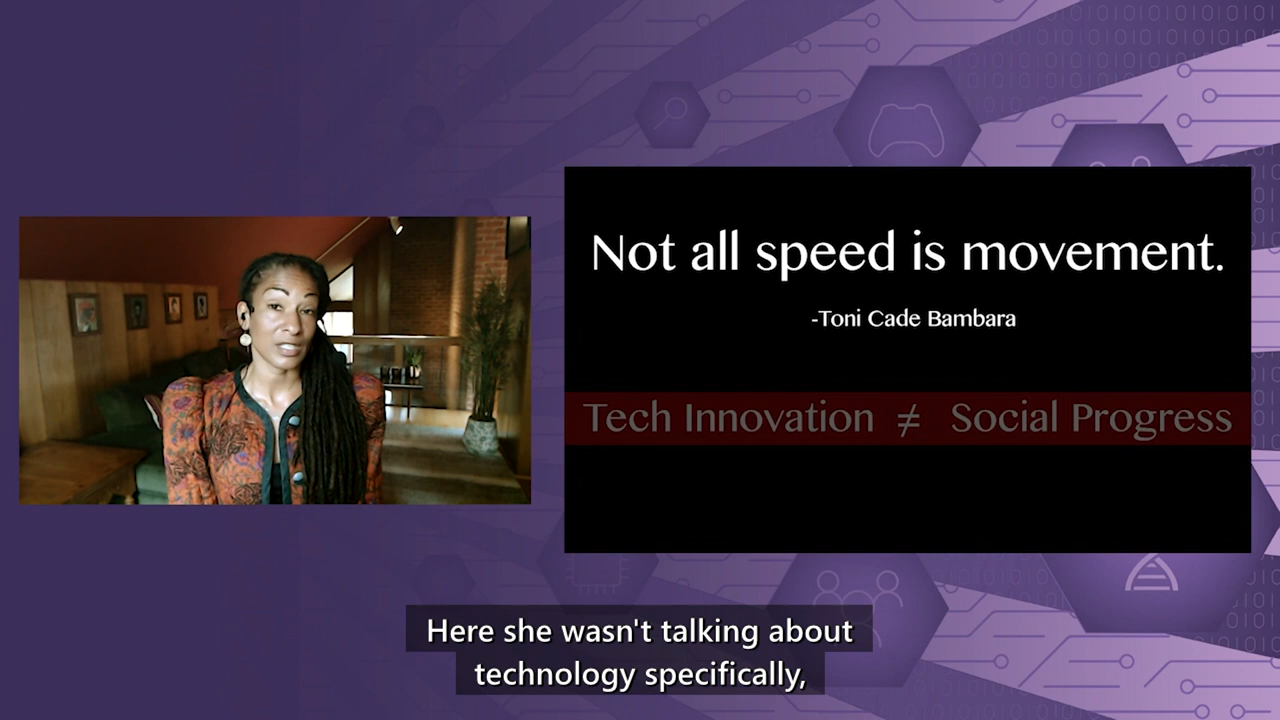 Not all speed is movement.
-Toni Cade Bambara
Tech Innovation ≠ Social Progress
Here she wasn't talking about
technology specifically,